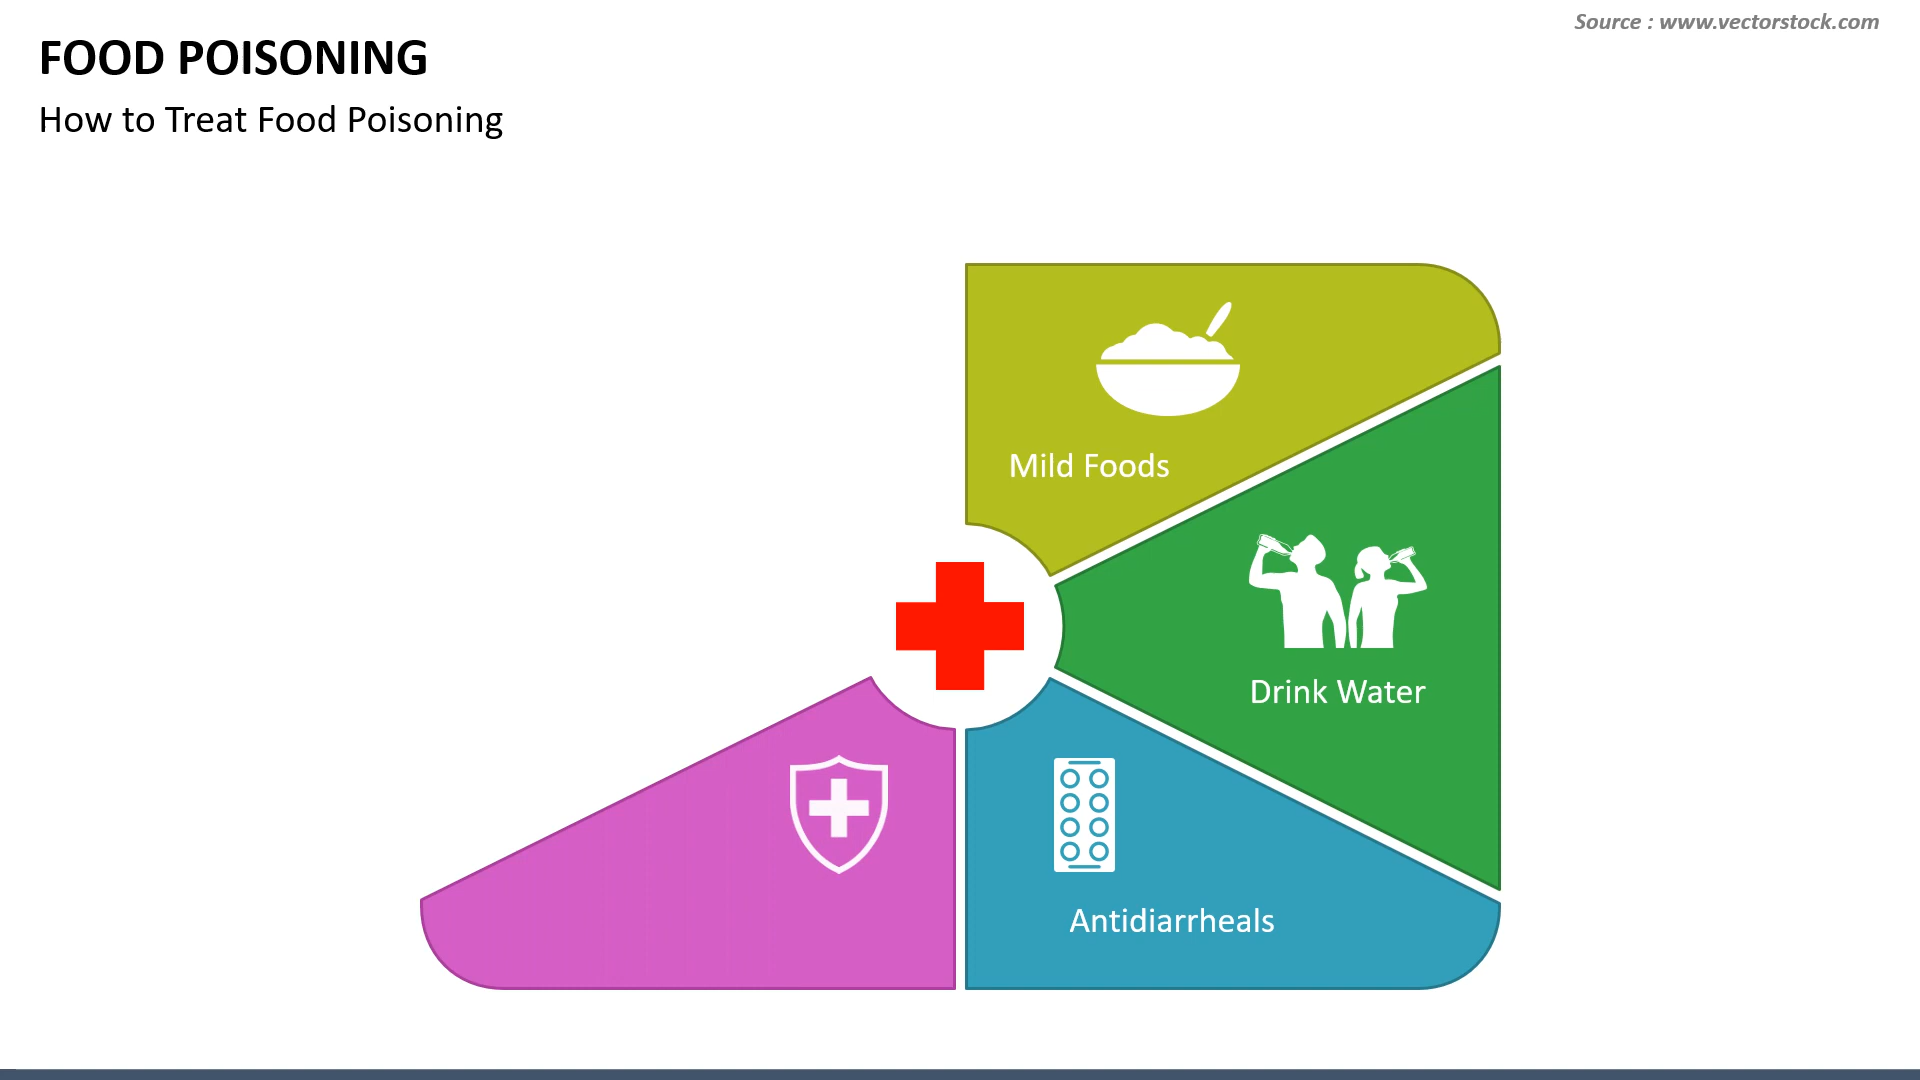 Source : www.vectorstock.com
FOOD POISONING
How to Treat Food Poisoning
Mild Foods
Drink Water
Antidiarrheals